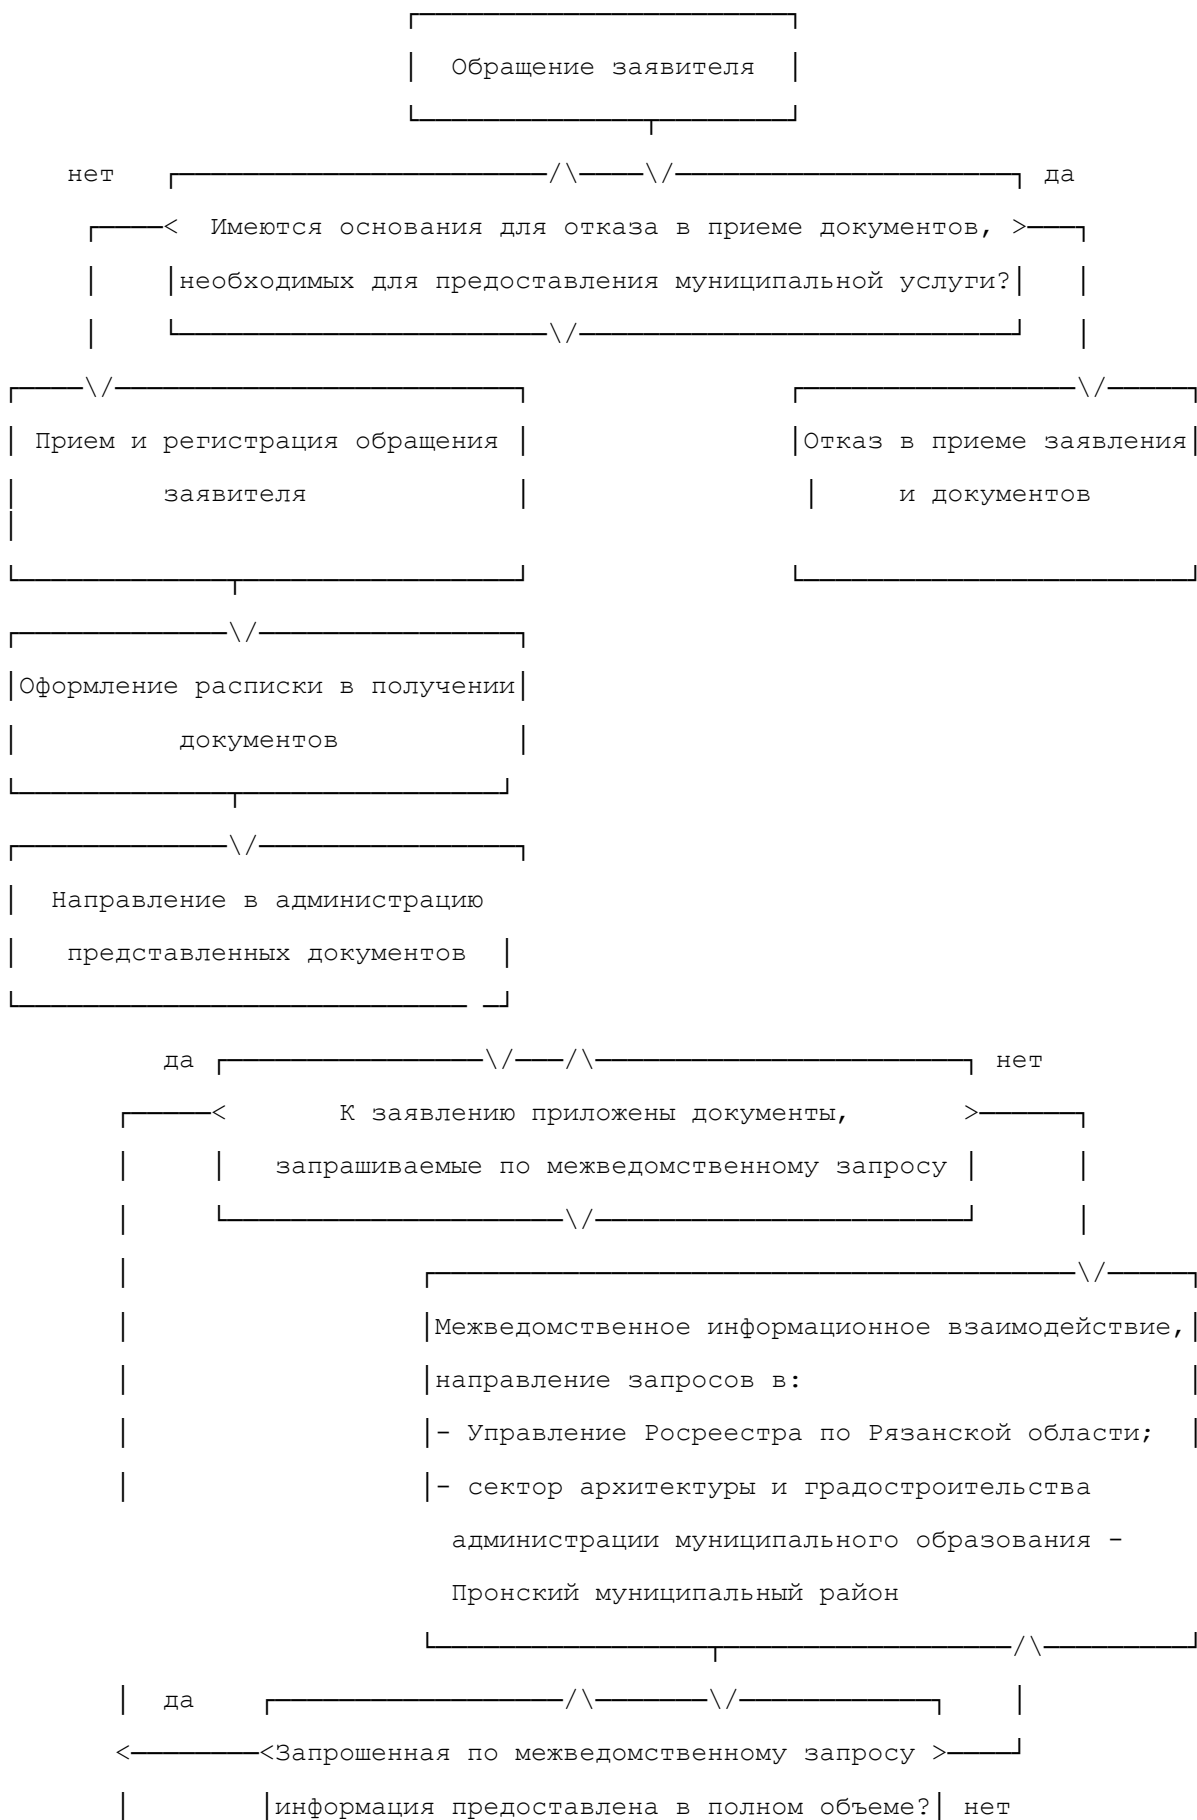 Обращение заявителя
нет да
Имеются основания для отказа в приеме документов,
необходимых для предоставления муниципальной услуги?
Прием и регистрация обращения
заявителя
Отказ в приеме заявления
и документов
Оформление расписки в получении
документов
Направление в администрацию
представленных документов
да нет
К заявлению приложены документы,
запрашиваемые по межведомственному запросу
Межведомственное информационное взаимодействие,
направление запросов в:
- Управление Росреестра по Рязанской области;
- сектор архитектуры и градостроительства
администрации муниципального образования -
Пронский муниципальный район
да
Запрошенная по межведомственному запросу
информация предоставлена в полном объеме? нет